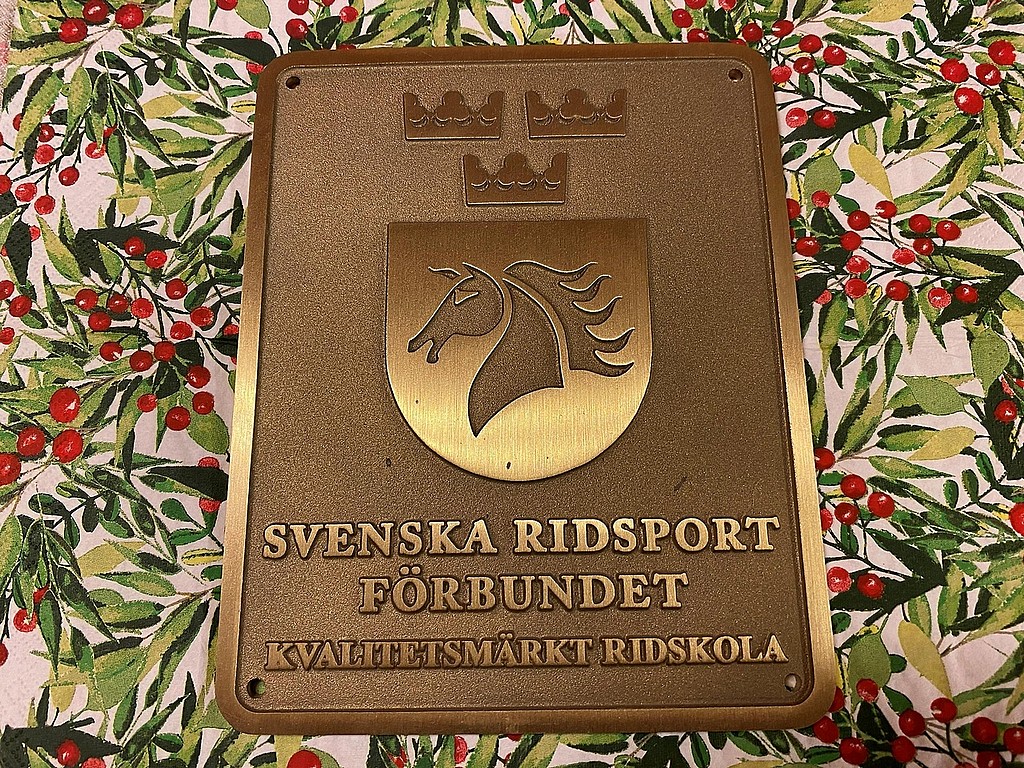 SVENSKA RIDSPORT
FÖRBUNDET
KVALITETSMÄRKT RIDSKOLA